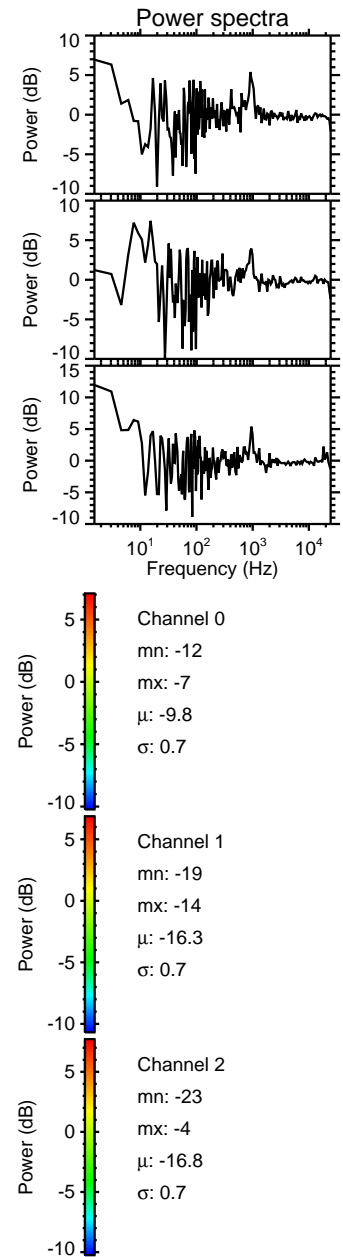 Power spectra
10
5
0
-5
-10
Power (dB)
10
5
0
-5
-10
Power (dB)
15
10
5
0
-5
-10
Power (dB)
10¹ 10² 10³ 10⁴
Frequency (Hz)
5
0
-5
-10
Power (dB)
Channel 0
mn: -12
mx: -7
μ: -9.8
σ: 0.7
5
0
-5
-10
Power (dB)
Channel 1
mn: -19
mx: -14
μ: -16.3
σ: 0.7
5
0
-5
-10
Power (dB)
Channel 2
mn: -23
mx: -4
μ: -16.8
σ: 0.7